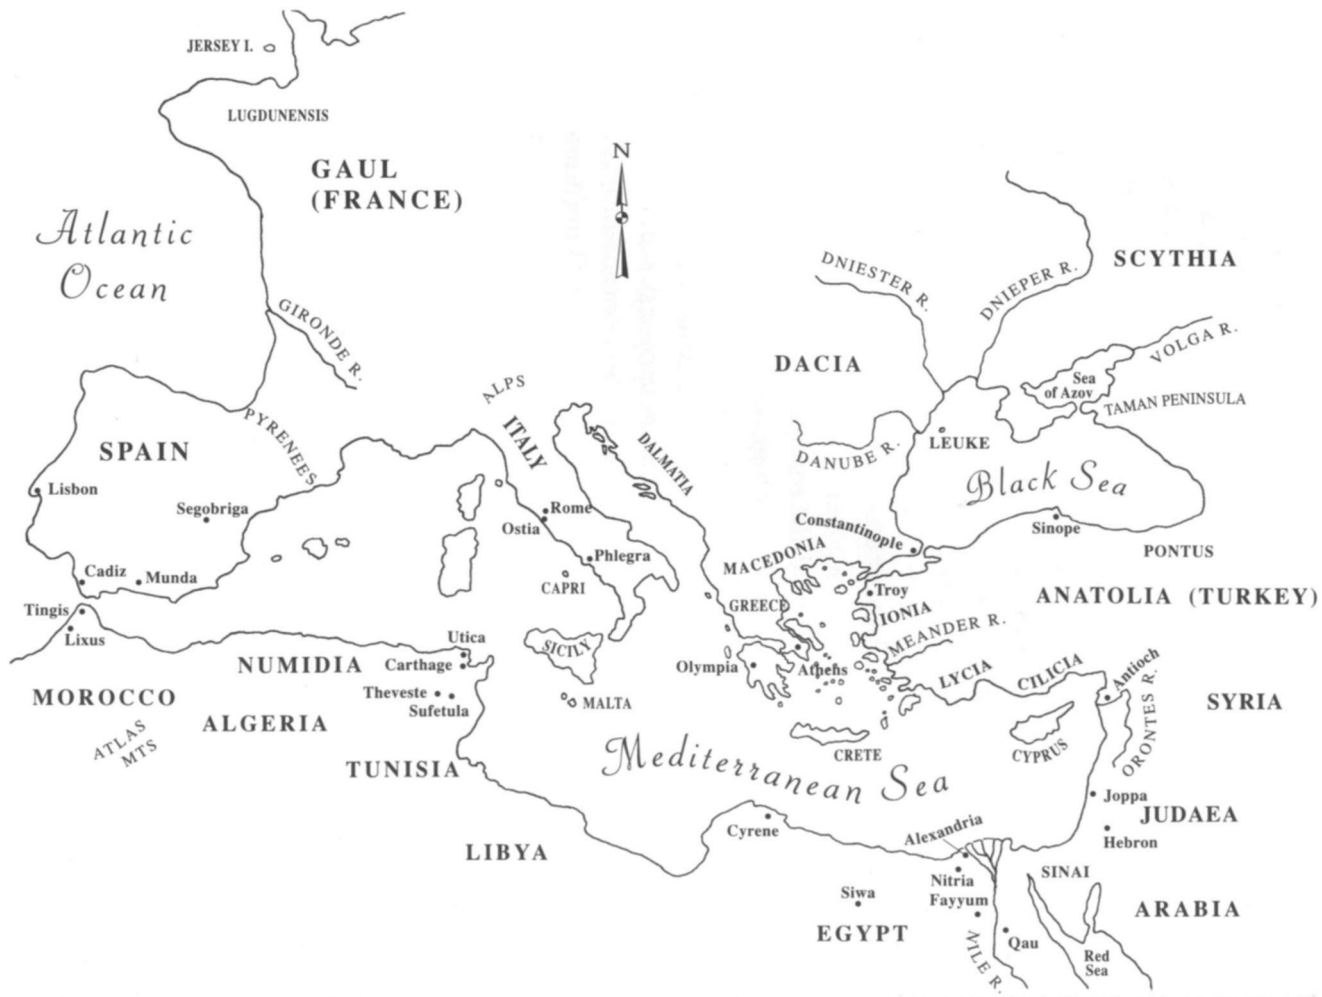 JERSEY I.
LUGDUNENSIS
GAUL
(FRANCE)
N
Atlantic
Ocean
GIRONDE R.
DNIESTER R.
DNIEPER R.
SCYTHIA
VOLGA R.
DACIA
Sea
of Azov
TAMAN PENINSULA
ALPS
PYRENEES
ITALY
DALMATIA
DANUBE R.
LEUKE
Black Sea
SPAIN
Lisbon
Segobriga
Rome
Ostia
Constantinople
Sinope
PONTUS
Phlegra
CAPRI
MACEDONIA
Cadiz
Munda
Troy
ANATOLIA (TURKEY)
Tingis
Lixus
GREECE
IONIA
MEANDER R.
Utica
SICILY
NUMIDIA
Carthage
Olympia
Athens
LYCIA
CILICIA
Antioch
MOROCCO
Theveste
Sufetula
MALTA
ORONTES R.
SYRIA
ALGERIA
ATLAS
MTS
CRETE
CYPRUS
TUNISIA
Mediterranean Sea
Joppa
JUDAEA
Cyrene
Alexandria
Hebron
LIBYA
Nitria
SINAI
Siwa
Fayyum
ARABIA
EGYPT
NILE R.
Qau
Red
Sea